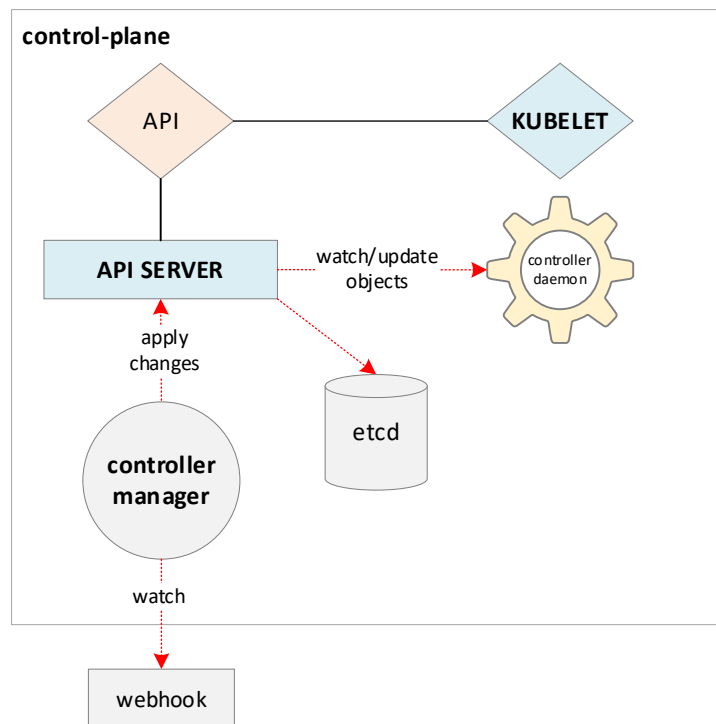 control-plane
API
KUBELET
API SERVER
watch/update
objects
controller
daemon
apply
changes
etcd
controller
manager
watch
webhook